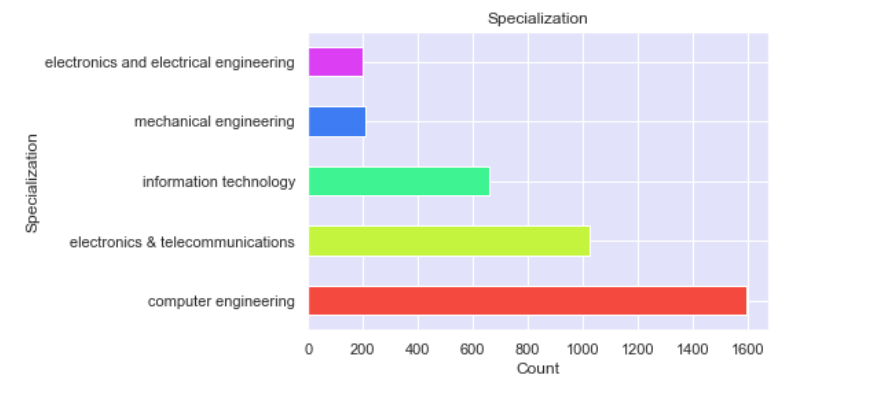 Specialization
electronics and electrical engineering
mechanical engineering
information technology
electronics & telecommunications
computer engineering
Specialization
0 200 400 600 800 1000 1200 1400 1600
Count